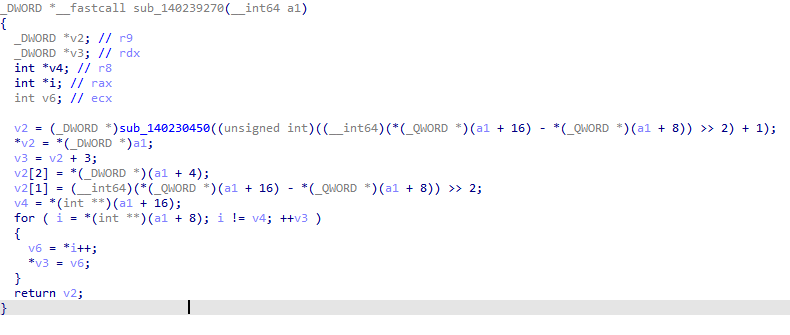 _DWORD *__fastcall sub_140239270(__int64 a1)
{
  _DWORD *v2; // r9
  _DWORD *v3; // rdx
  int *v4; // r8
  int *i; // rax
  int v6; // ecx

  v2 = (_DWORD *)sub_140230450((unsigned int)((__int64)(*(_QWORD *)(a1 + 16) - *(_QWORD *)(a1 + 8)) >> 2) + 1);
  *v2 = *(_DWORD *)a1;
  v3 = v2 + 3;
  v2[2] = *(_DWORD *)(a1 + 4);
  v2[1] = (__int64)(*(_QWORD *)(a1 + 16) - *(_QWORD *)(a1 + 8)) >> 2;
  v4 = *(int **)(a1 + 16);
  for ( i = *(int **)(a1 + 8); i != v4; ++v3 )
  {
    v6 = *i++;
    *v3 = v6;
  }
  return v2;
}